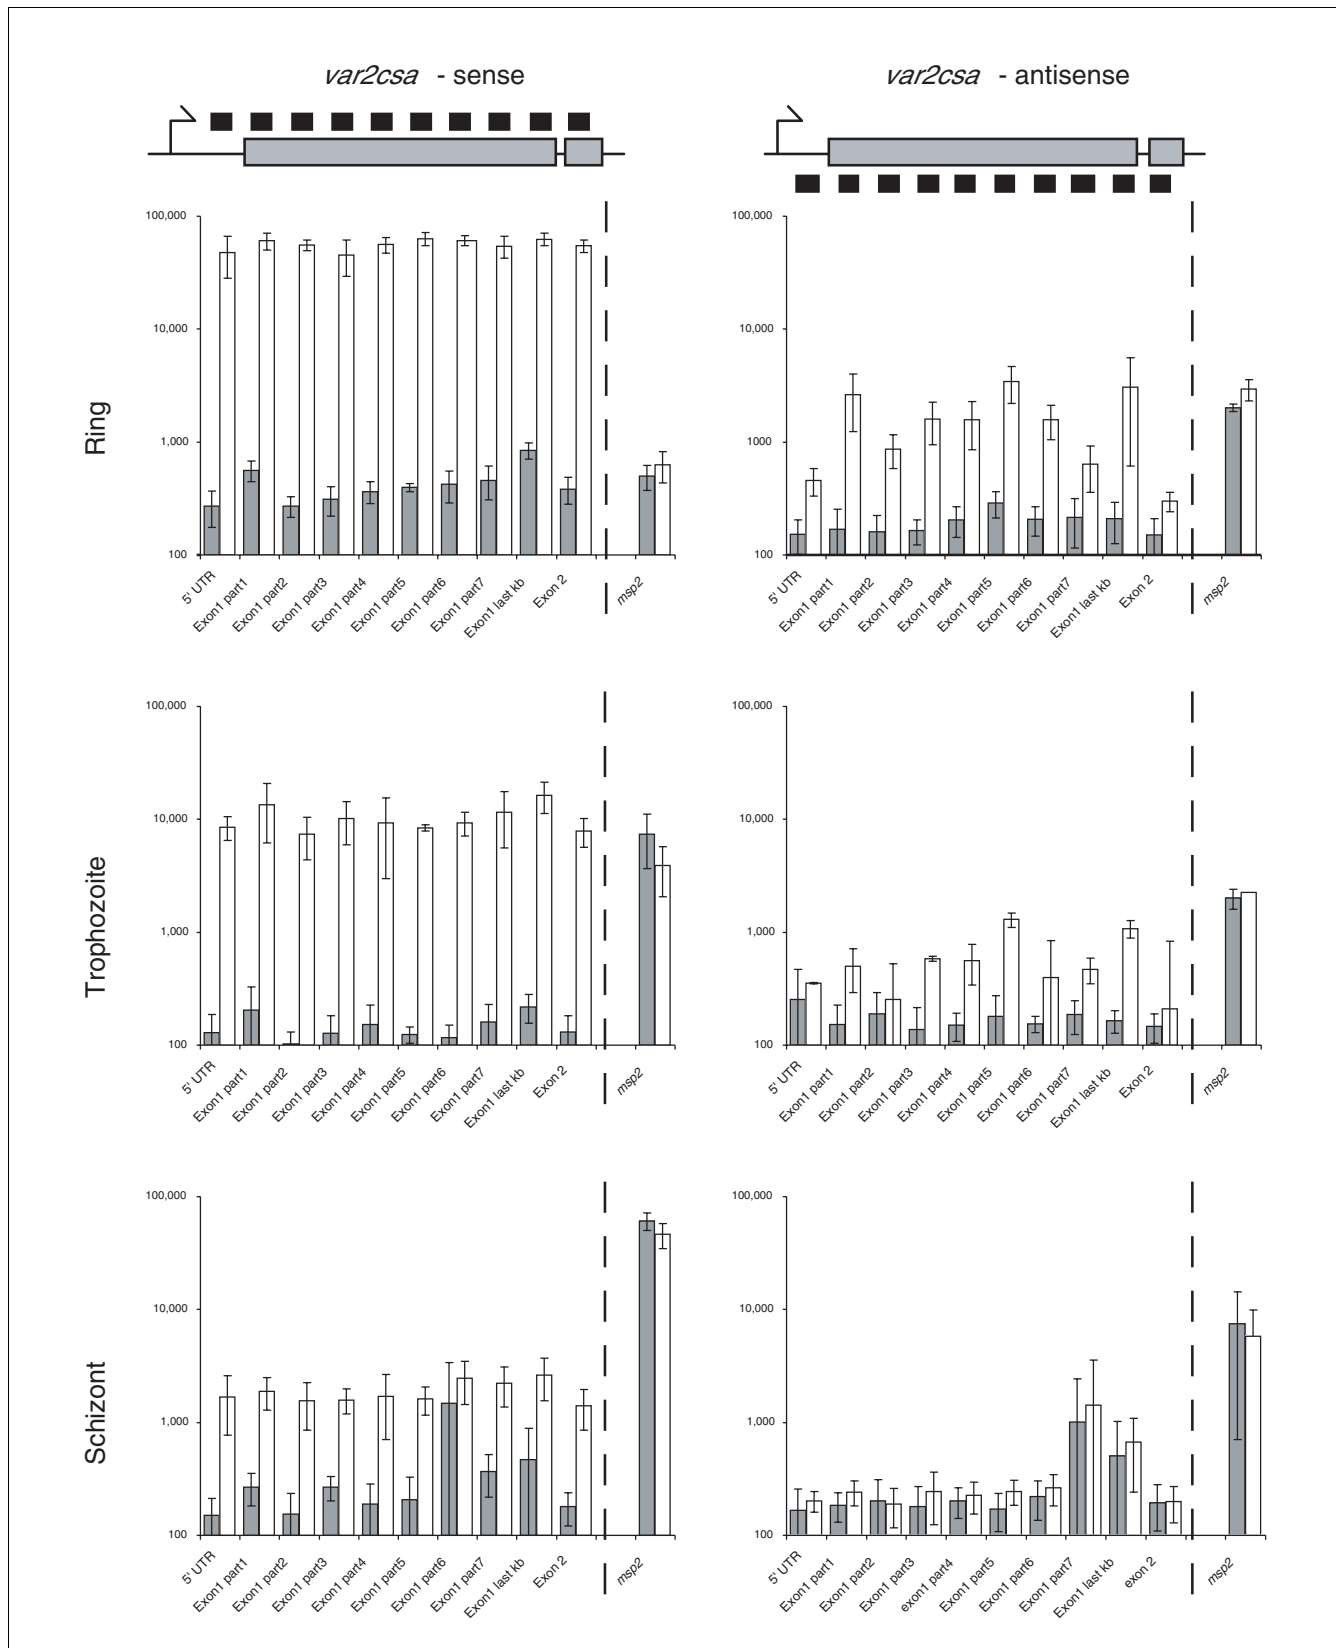 var2csa - sense
var2csa - antisense
Ring
100,000
10,000
1,000
100
5' UTR
Exon1 part1
Exon1 part2
Exon1 part3
Exon1 part4
Exon1 part5
Exon1 part6
Exon1 part7
Exon1 last kb
Exon 2
msp2
100,000
10,000
1000
100
5' UTR
Exon1 part1
Exon1 part2
Exon1 part3
Exon1 part4
Exon1 part5
Exon1 part6
Exon1 part7
Exon1 last kb
Exon 2
msp2
Trophozoite
100,000
10,000
1,000
100
5' UTR
Exon1 part1
Exon1 part2
Exon1 part3
Exon1 part4
Exon1 part5
Exon1 part6
Exon1 part7
Exon1 last kb
Exon 2
msp2
100,000
10,000
1,000
100
5' UTR
Exon1 part1
Exon1 part2
Exon1 part3
Exon1 part4
Exon1 part5
Exon1 part6
Exon1 part7
Exon1 last kb
Exon 2
msp2
Schizont
100,000
10,000
1,000
100
5' UTR
Exon1 part1
Exon1 part2
Exon1 part3
Exon1 part4
Exon1 part5
Exon1 part6
Exon1 part7
Exon1 last kb
Exon 2
msp2
100,000
10,000
1,000
100
5' UTR
Exon1 part1
Exon1 part2
Exon1 part3
exon1 part4
Exon1 part5
Exon1 part6
Exon1 part7
Exon1 last kb
exon 2
msp2